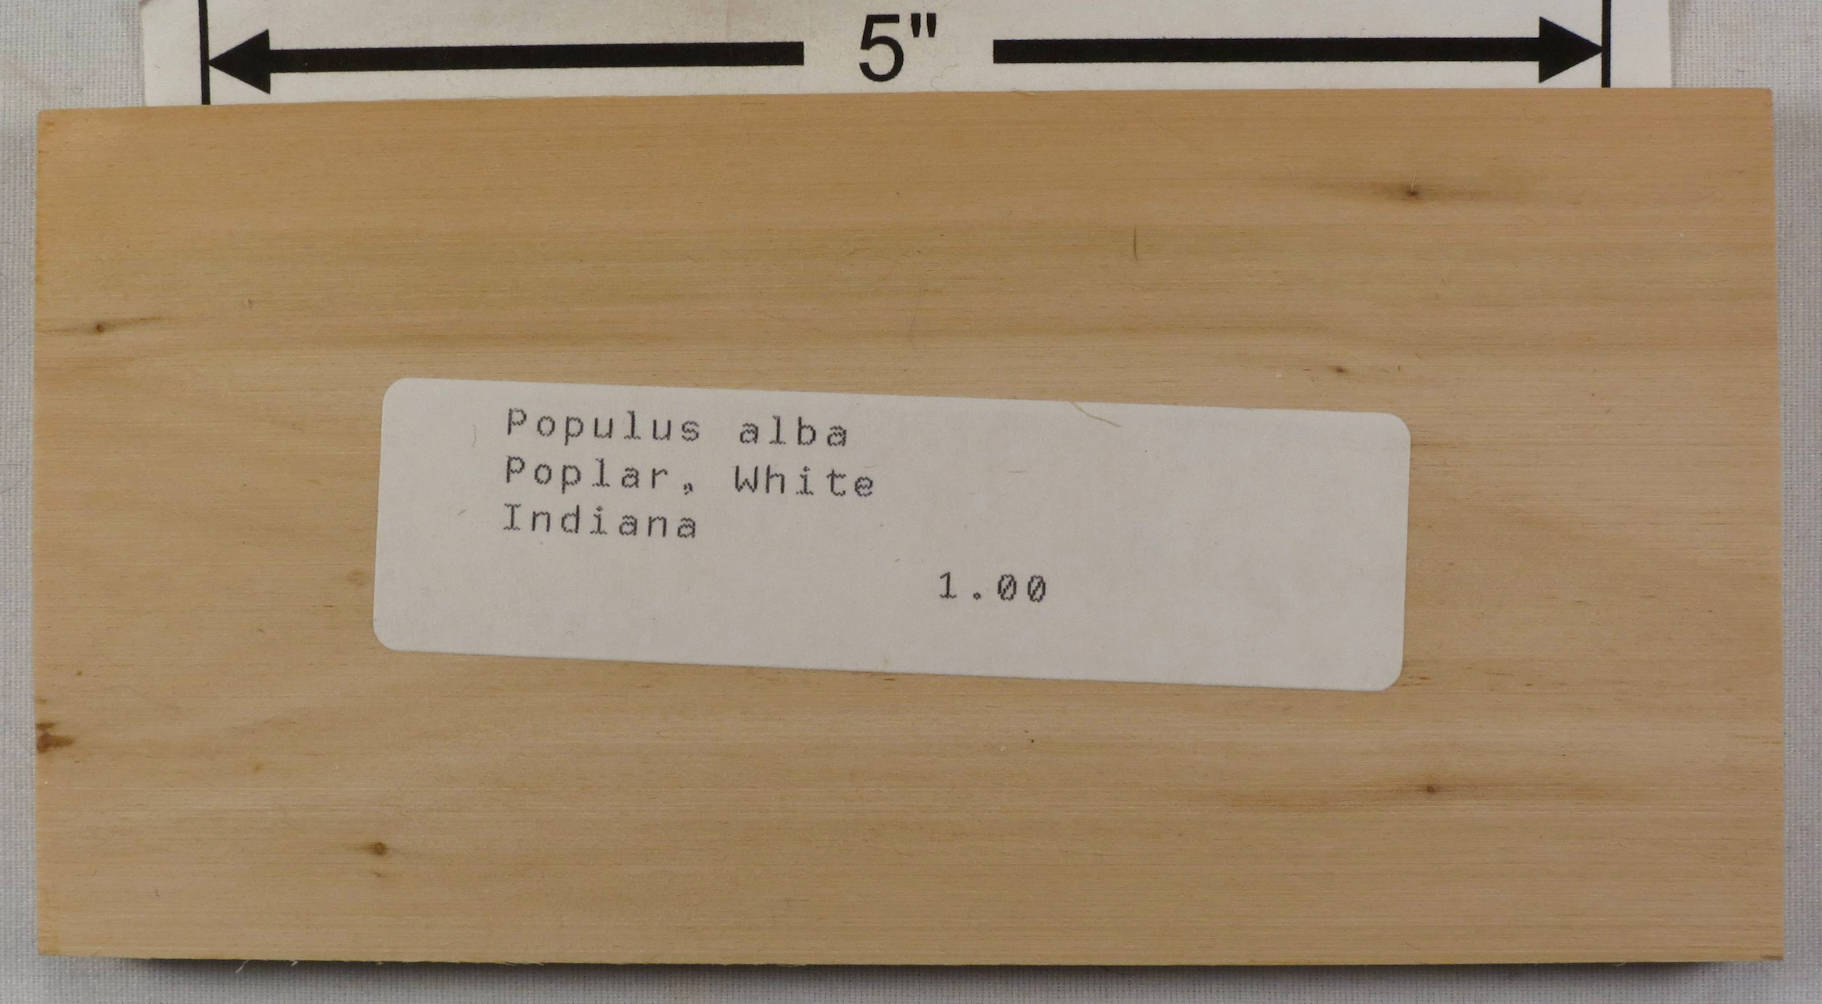 5"
Populus alba
Poplar, White
Indiana
1.00